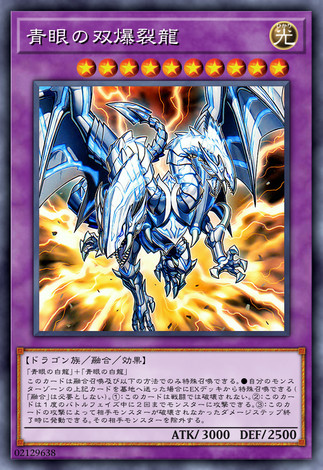 青眼の双爆裂龍
光
【ドラゴン族／融合／効果】
「青眼の白龍」＋「青眼の白龍」
このカードは融合召喚及び以下の方法でのみ特殊召喚できる。●自分のモンス
ターゾーンの上記カードを墓地へ送った場合にEXデッキから特殊召喚できる
（「融合」は必要としない）。①：このカードは戦闘では破壊されない。②：このカ
ードは１度のバトルフェイズ中に２回までモンスターに攻撃できる。③：このカ
ードの攻撃によって相手モンスターが破壊されなかったダメージステップ終
了時に発動できる。その相手モンスターを除外する。
ATK/3000 DEF/2500
02129638